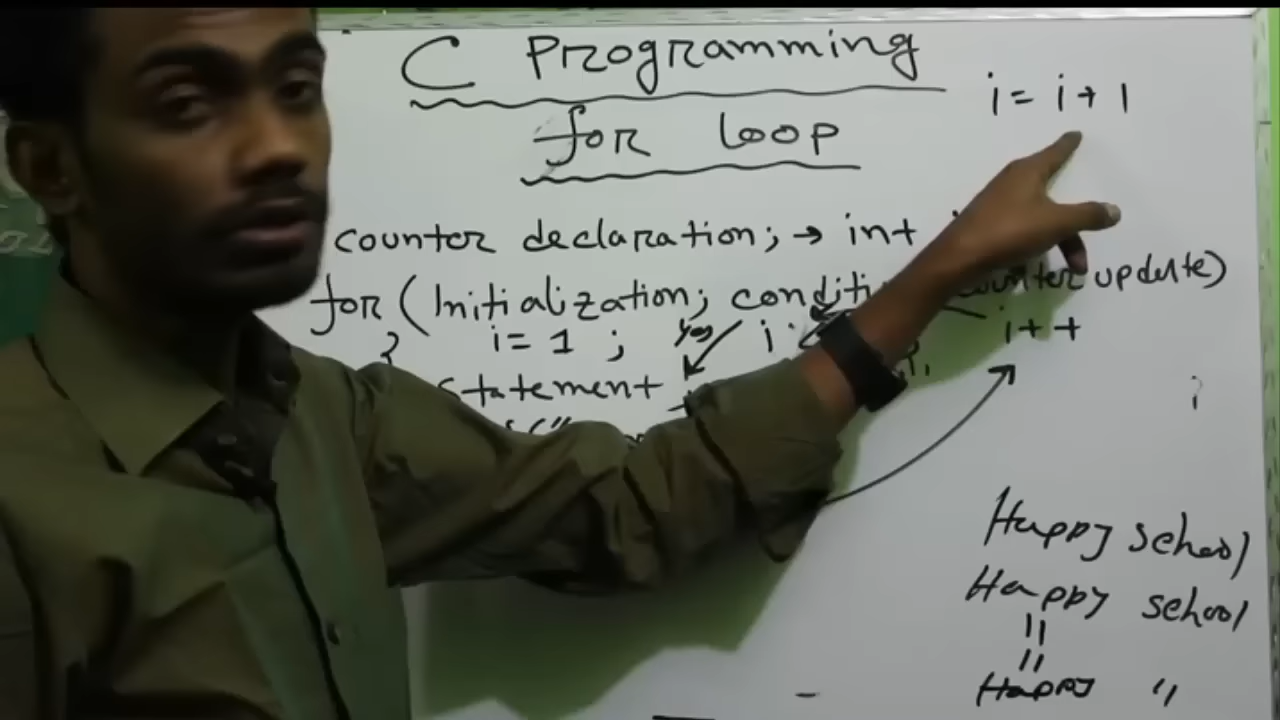 C Programming
for loop
i = i + 1
counter declaration; → int
for (Initialization; conditi counter update)
i = 1 ; yes i i++
statement
Happy school
Happy school
" "
" "
Happy "